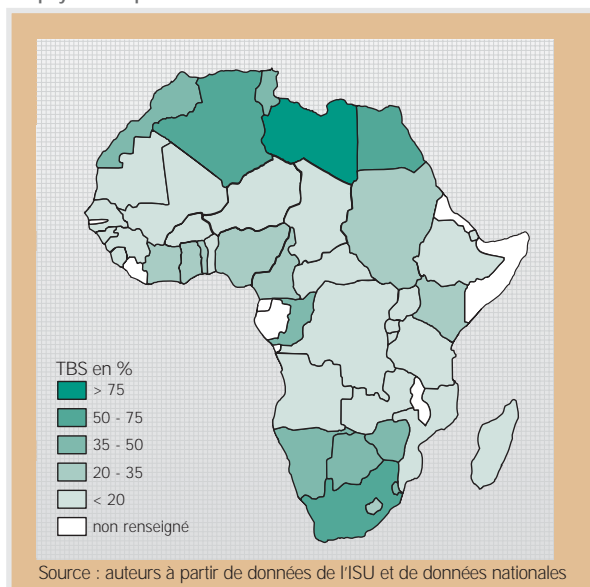 TBS en %
> 75
50 - 75
35 - 50
20 - 35
< 20
non renseigné
Source : auteurs à partir de données de l'ISU et de données nationales